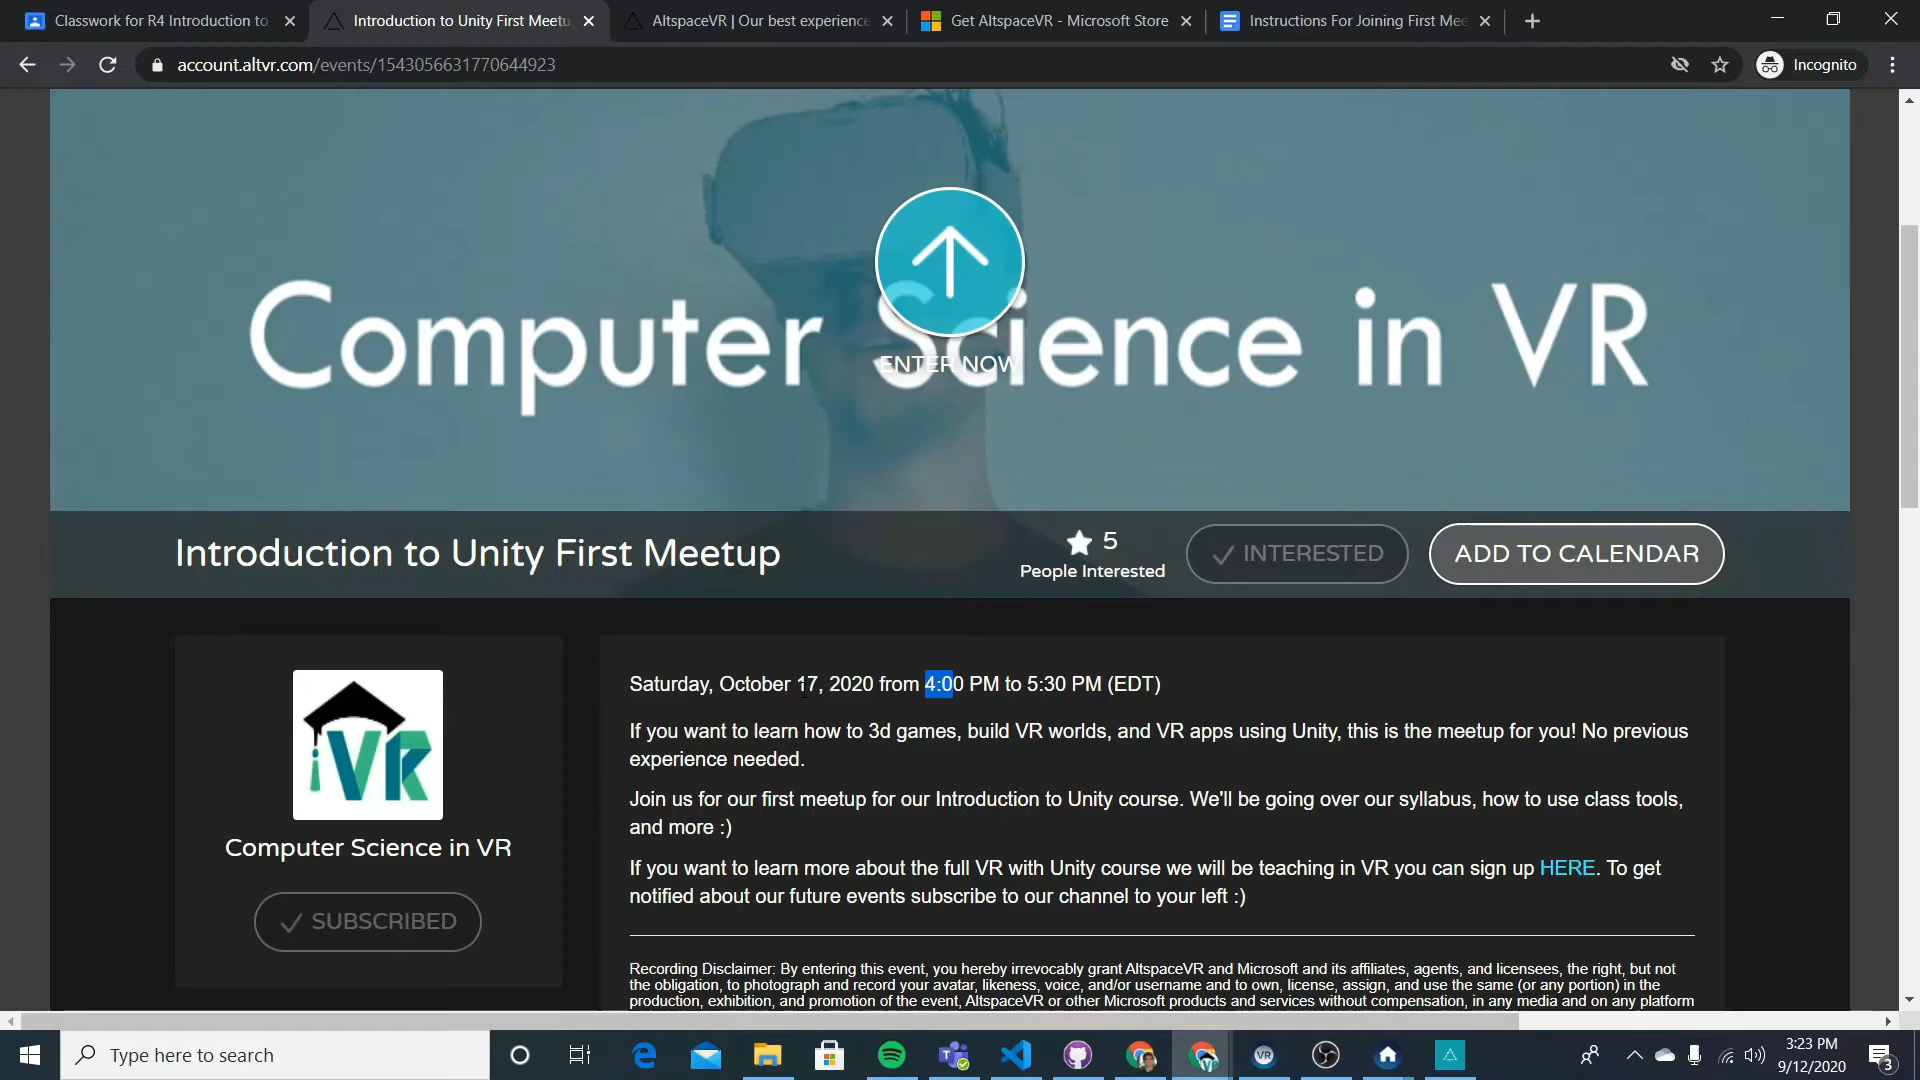 Classwork for R4 Introduction to
Introduction to Unity First Meetu
AltspaceVR | Our best experience
Get AltspaceVR - Microsoft Store
Instructions For Joining First Mee
account.altvr.com/events/1543056631770644923
Incognito
Computer Science in VR
ENTER NOW
Introduction to Unity First Meetup
5
People Interested
INTERESTED
ADD TO CALENDAR
VR
Computer Science in VR
SUBSCRIBED
Saturday, October 17, 2020 from 4:00 PM to 5:30 PM (EDT)
If you want to learn how to 3d games, build VR worlds, and VR apps using Unity, this is the meetup for you! No previous
experience needed.
Join us for our first meetup for our Introduction to Unity course. We'll be going over our syllabus, how to use class tools,
and more :)
If you want to learn more about the full VR with Unity course we will be teaching in VR you can sign up HERE. To get
notified about our future events subscribe to our channel to your left :)
Recording Disclaimer: By entering this event, you hereby irrevocably grant AltspaceVR and Microsoft and its affiliates, agents, and licensees, the right, but not
the obligation, to photograph and record your avatar, likeness, voice, and/or username and to own, license, assign, and use the same (or any portion) in the
production, exhibition, and promotion of the event, AltspaceVR or other Microsoft products and services without compensation, in any media and on any platform
Type here to search
VR
3:23 PM
9/12/2020
3